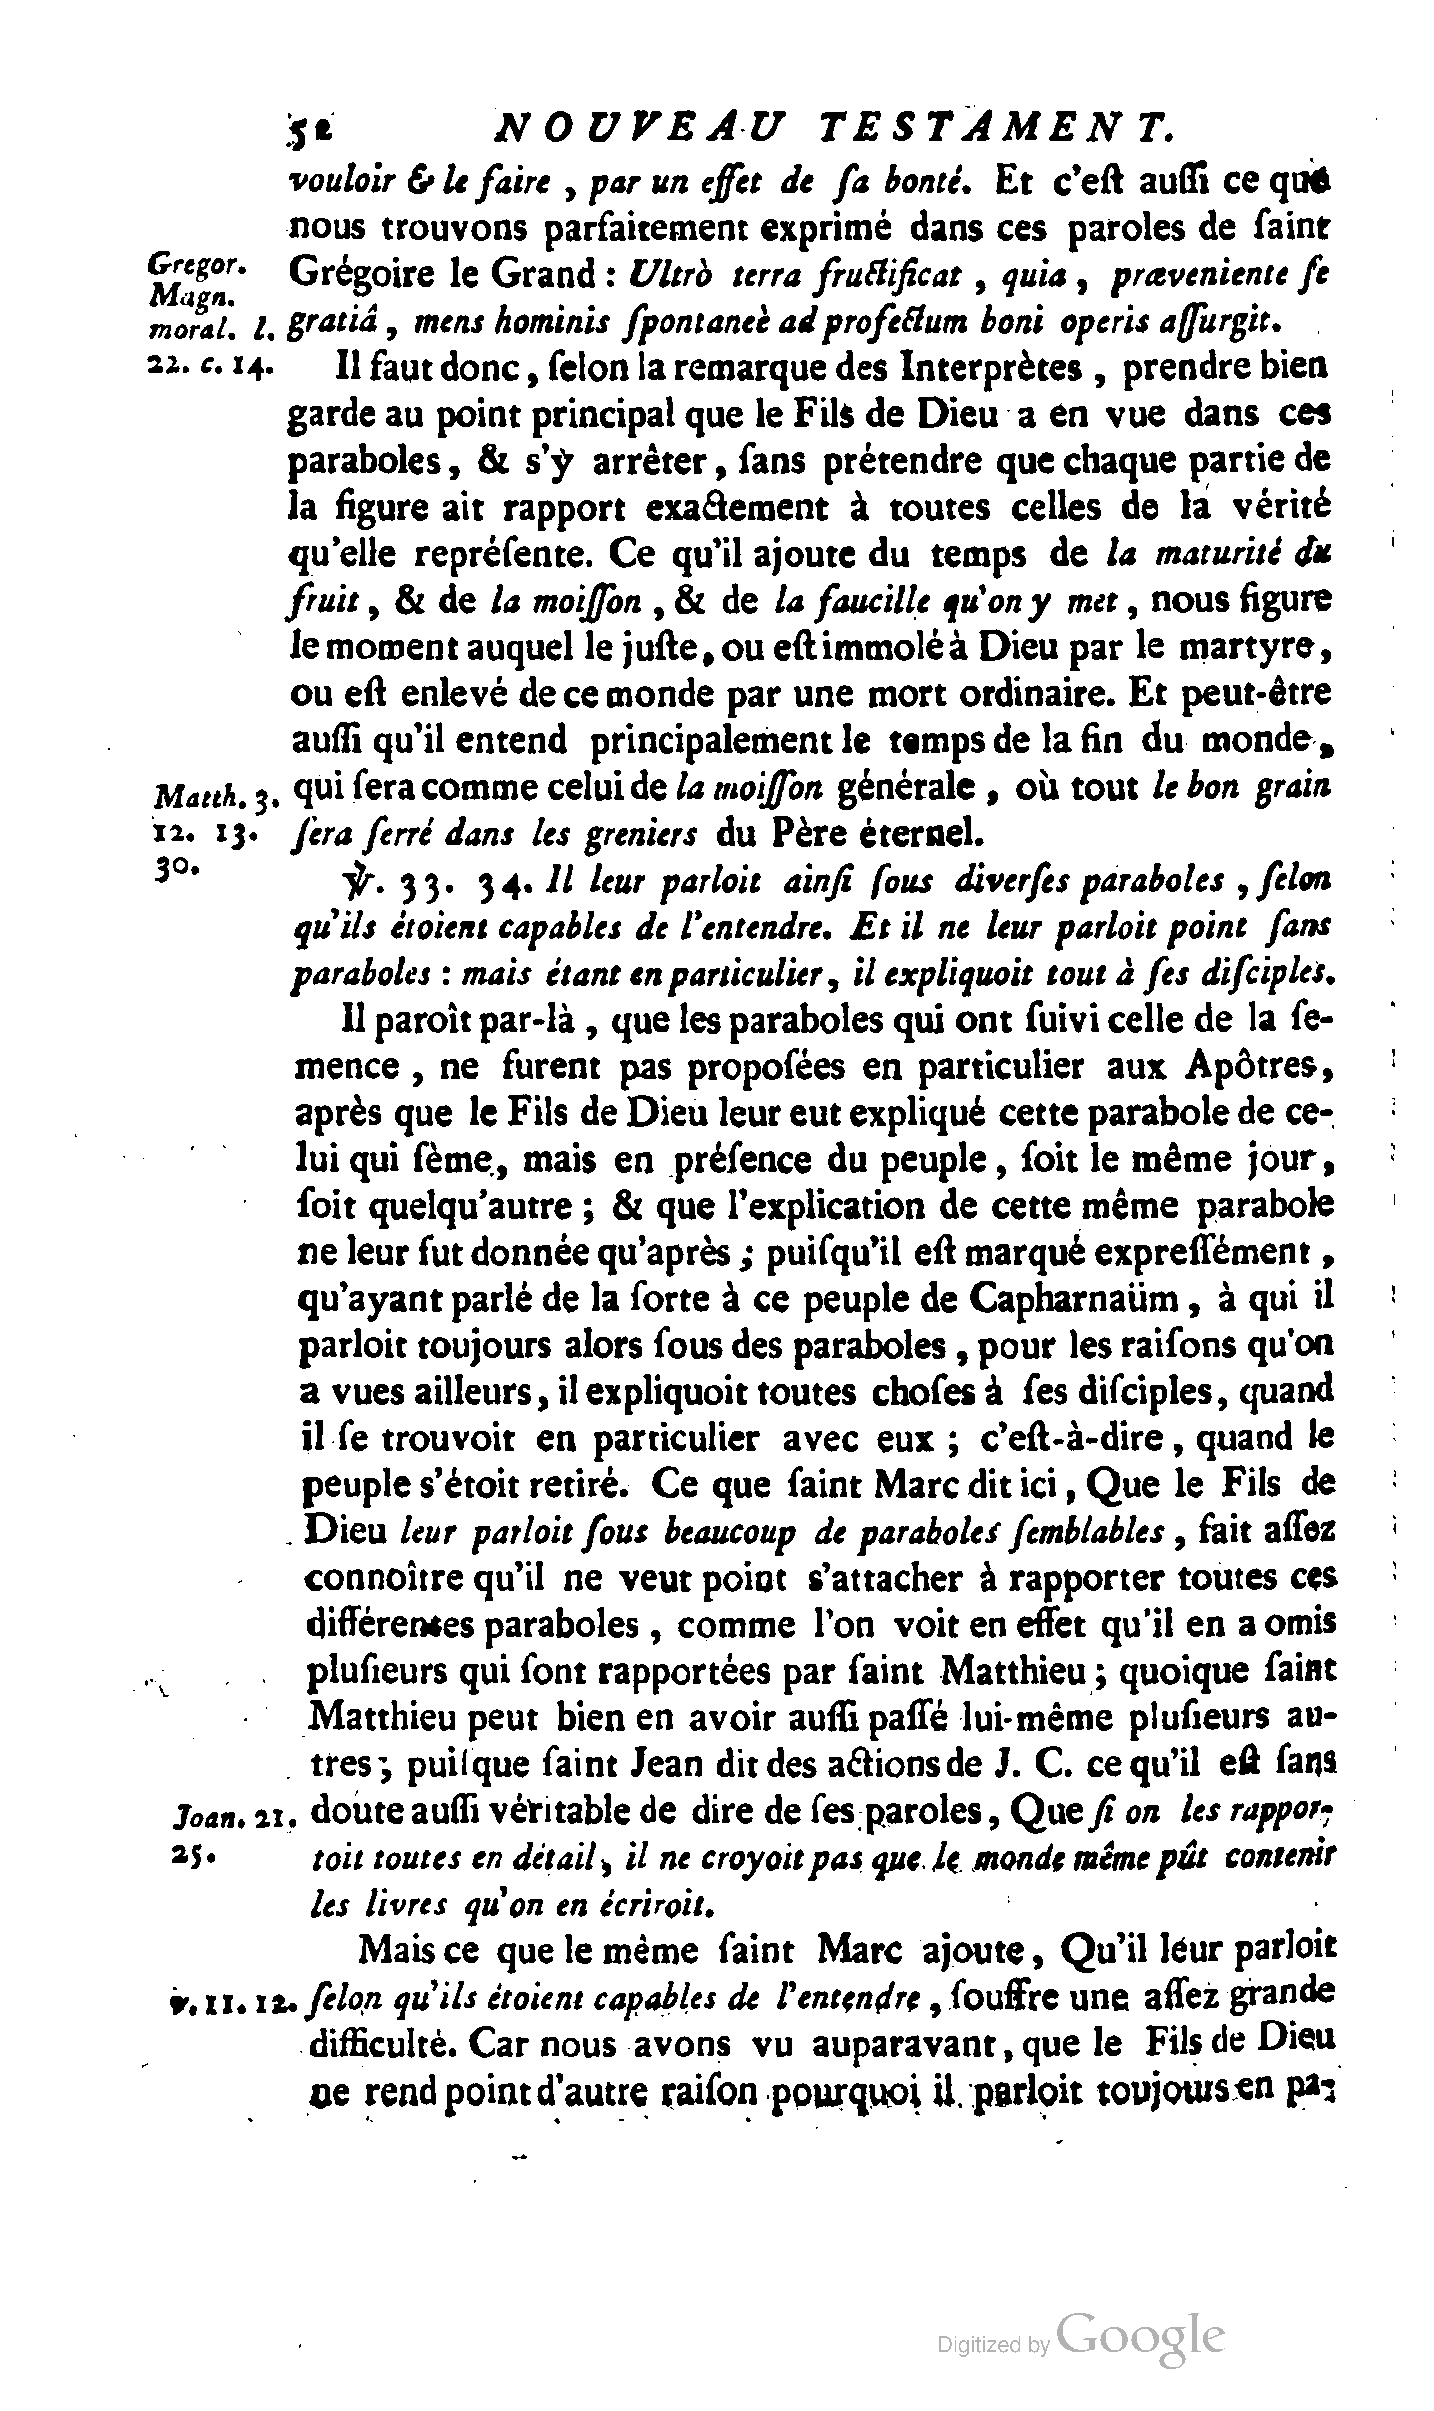 52 NOUVEAU TESTAMENT.
vouloir & le faire , par un effet de ſa bonté. Et c'eſt auſſi ce que
nous trouvons parfaitement exprimé dans ces paroles de ſaint
Gregor.
Magn.
moral. l.
22. c. 14.
Grégoire le Grand : Ultrò terra fructificat , quia , præveniente ſe
gratiâ , mens hominis ſpontaneè ad profectum boni operis aſſurgit.
Il faut donc , ſelon la remarque des Interprètes , prendre bien
garde au point principal que le Fils de Dieu a en vue dans ces
paraboles , & s'y arrêter , ſans prétendre que chaque partie de
la figure ait rapport exactement à toutes celles de la vérité
qu'elle repréſente. Ce qu'il ajoute du temps de la maturité du
fruit , & de la moiſſon , & de la faucille qu'on y met , nous figure
le moment auquel le juſte , ou eſt immolé à Dieu par le martyre ,
ou eſt enlevé de ce monde par une mort ordinaire. Et peut-être
auſſi qu'il entend principalement le temps de la fin du monde ,
Matth. 3.
12. 13.
30.
qui ſera comme celui de la moiſſon générale , où tout le bon grain
ſera ſerré dans les greniers du Père éternel.
℣. 33. 34. Il leur parloit ainſi ſous diverſes paraboles , ſelon
qu'ils étoient capables de l'entendre. Et il ne leur parloit point ſans
paraboles : mais étant en particulier , il expliquoit tout à ſes diſciples.
Il paroît par-là , que les paraboles qui ont ſuivi celle de la ſe-
mence , ne furent pas propoſées en particulier aux Apôtres ,
après que le Fils de Dieu leur eut expliqué cette parabole de ce-
lui qui ſème , mais en préſence du peuple , ſoit le même jour ,
ſoit quelqu'autre ; & que l'explication de cette même parabole
ne leur fut donnée qu'après ; puiſqu'il eſt marqué expreſſément ,
qu'ayant parlé de la ſorte à ce peuple de Capharnaüm , à qui il
parloit toujours alors ſous des paraboles , pour les raiſons qu'on
a vues ailleurs , il expliquoit toutes choſes à ſes diſciples , quand
il ſe trouvoit en particulier avec eux ; c'eſt-à-dire , quand le
peuple s'étoit retiré. Ce que ſaint Marc dit ici , Que le Fils de
Dieu leur parloit ſous beaucoup de paraboles ſemblables , fait aſſez
connoître qu'il ne veut point s'attacher à rapporter toutes ces
différentes paraboles , comme l'on voit en effet qu'il en a omis
pluſieurs qui ſont rapportées par ſaint Matthieu ; quoique ſaint
Matthieu peut bien en avoir auſſi paſſé lui-même pluſieurs au-
tres ; puiſque ſaint Jean dit des actions de J. C. ce qu'il eſt ſans
Joan. 21.
25.
doute auſſi véritable de dire de ſes paroles , Que ſi on les rappor-
toit toutes en détail , il ne croyoit pas que le monde même pût contenir
les livres qu'on en écriroit.
Mais ce que le même ſaint Marc ajoute , Qu'il leur parloit
v. 11. 12.
ſelon qu'ils étoient capables de l'entendre , ſouffre une aſſez grande
difficulté. Car nous avons vu auparavant , que le Fils de Dieu
ne rend point d'autre raiſon pourquoi il parloit toujours en pa-
Digitized by Google